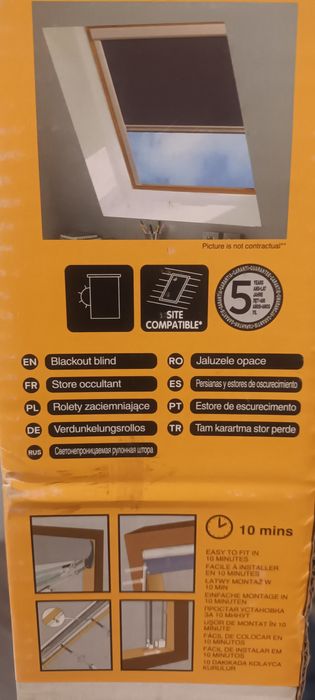 Picture is not contractual**
SITE
COMPATIBLE*
5
YEARS
ANS-LAT
JAHRE
EN Blackout blind
FR Store occultant
PL Rolety zaciemniające
DE Verdunkelungsrollos
RUS Светонепроницаемая рулонная штора
RO Jaluzele opace
ES Persianas y estores de oscurecimiento
PT Estore de escurecimento
TR Tam karartma stor perde
10 mins
EASY TO FIT IN
10 MINUTES
FACILE A INSTALLER
EN 10 MINUTES
ŁATWY MONTAŻ W
10 MIN
EINFACHE MONTAGE IN
10 MINUTEN
ПРОСТАЯ УСТАНОВКА
ЗА 10 МИНУТ
UŞOR DE MONTAT ÎN 10
MINUTE
FÁCIL DE COLOCAR EN
10 MINUTOS
FÁCIL DE INSTALAR EM
10 MINUTOS
10 DAKIKADA KOLAYCA
KURULUR